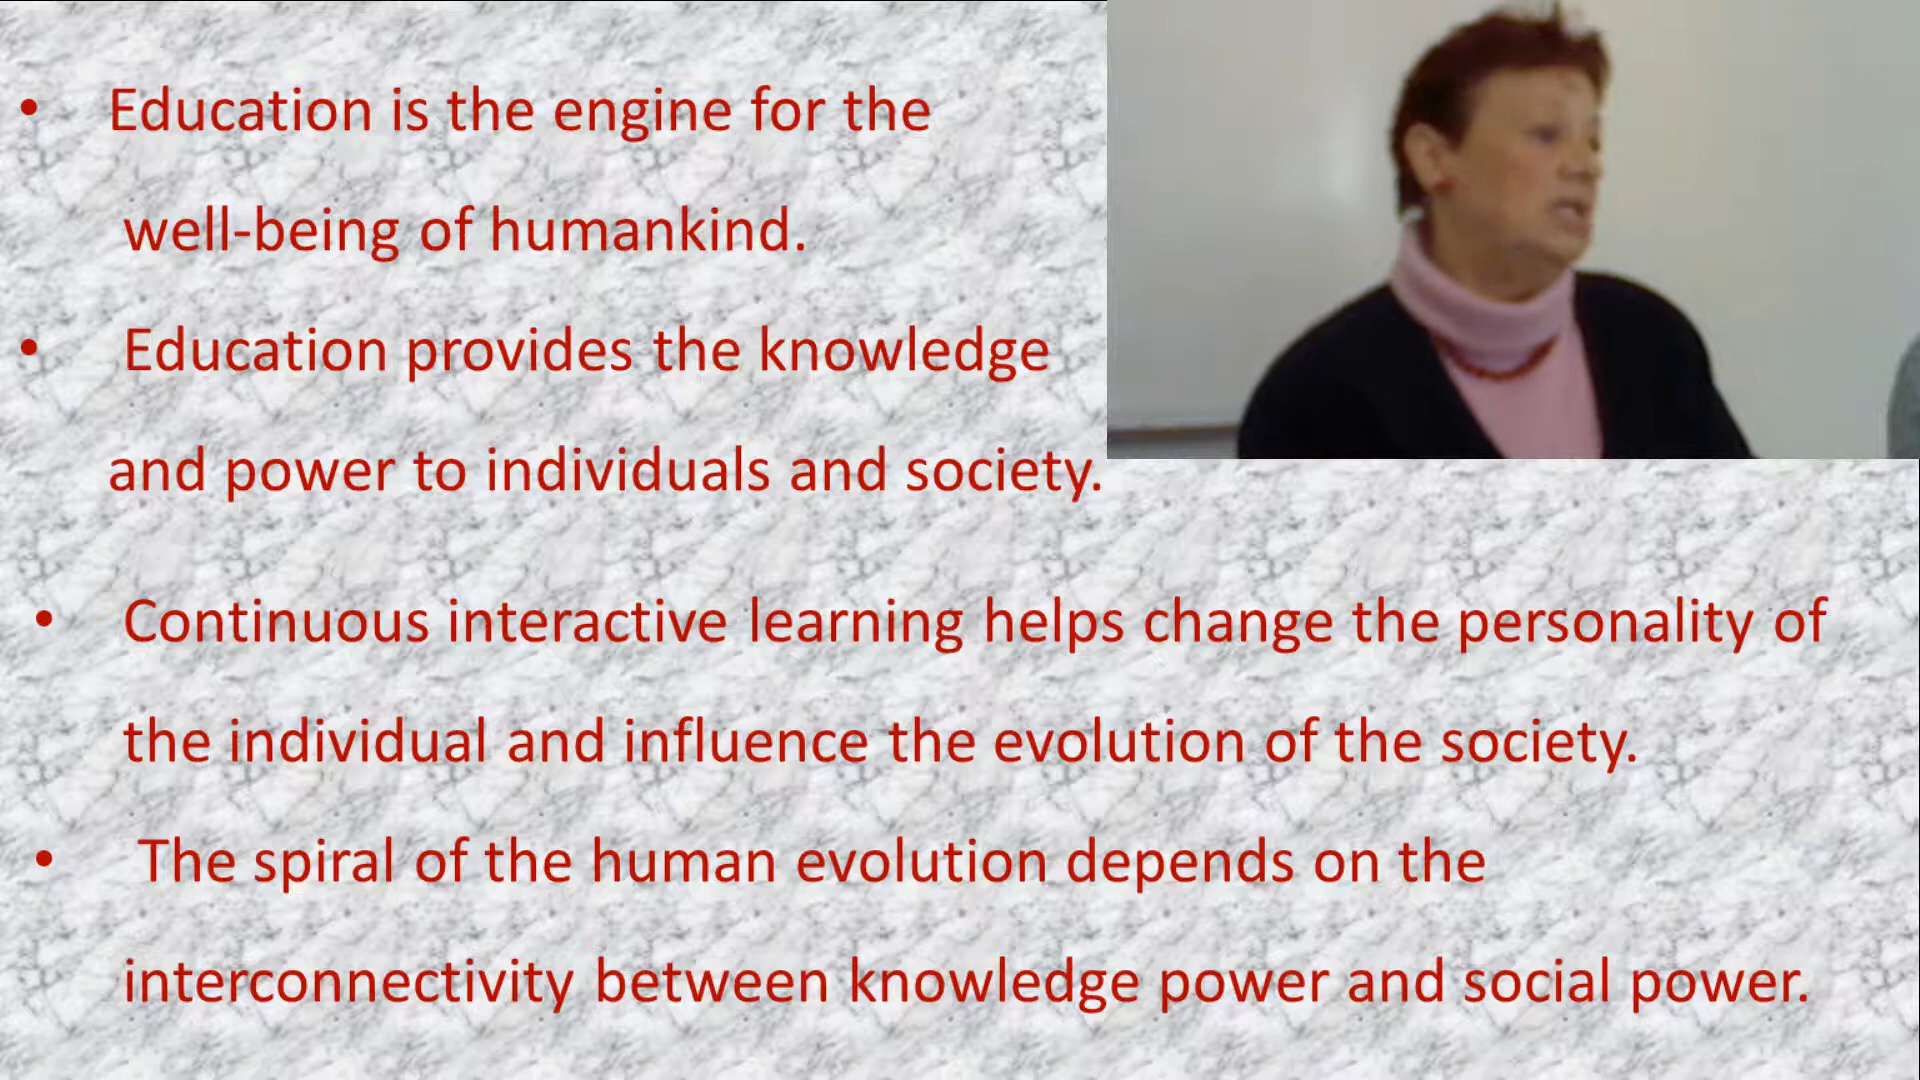 • Education is the engine for the
well-being of humankind.
• Education provides the knowledge
and power to individuals and society.
• Continuous interactive learning helps change the personality of
the individual and influence the evolution of the society.
• The spiral of the human evolution depends on the
interconnectivity between knowledge power and social power.